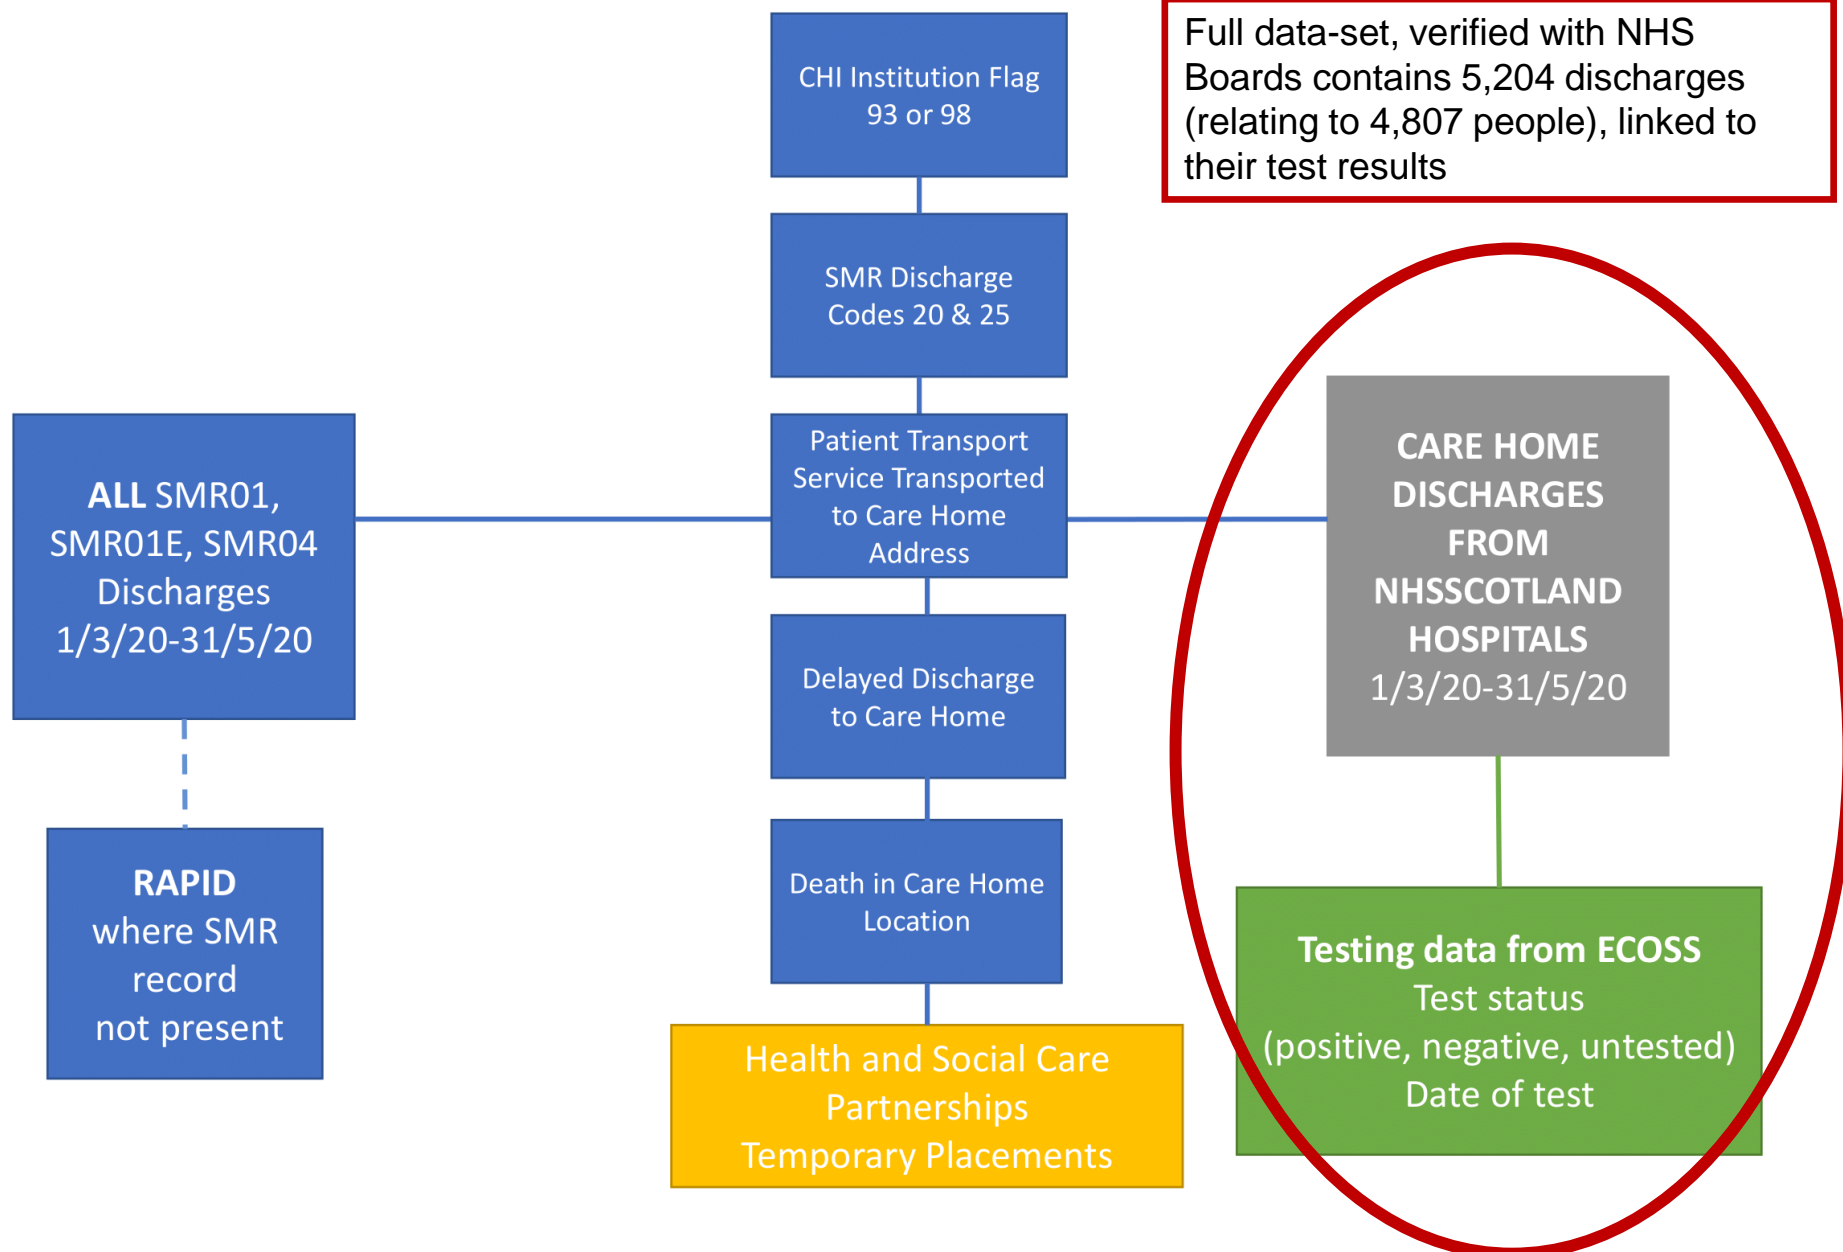 CHI Institution Flag
93 or 98
Full data-set, verified with NHS
Boards contains 5,204 discharges
(relating to 4,807 people), linked to
their test results
SMR Discharge
Codes 20 & 25
ALL SMR01,
SMR01E, SMR04
Discharges
1/3/20-31/5/20
Patient Transport
Service Transported
to Care Home
Address
CARE HOME
DISCHARGES
FROM
NHSSCOTLAND
HOSPITALS
1/3/20-31/5/20
Delayed Discharge
to Care Home
RAPID
where SMR
record
not present
Death in Care Home
Location
Testing data from ECOSS
Test status
(positive, negative, untested)
Date of test
Health and Social Care
Partnerships
Temporary Placements